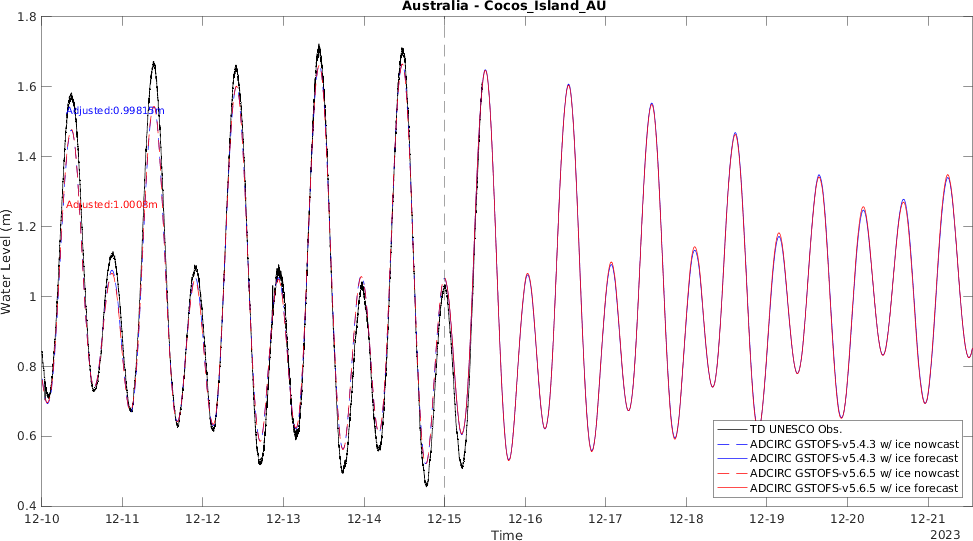 Australia - Cocos_Island_AU
1.8
1.6
1.4
1.2
1
0.8
0.6
0.4
Water Level (m)
Adjusted:0.99815m
Adjusted:1.0003m
TD UNESCO Obs.
ADCIRC GSTOFS-v5.4.3 w/ ice nowcast
ADCIRC GSTOFS-v5.4.3 w/ ice forecast
ADCIRC GSTOFS-v5.6.5 w/ ice nowcast
ADCIRC GSTOFS-v5.6.5 w/ ice forecast
12-10 12-11 12-12 12-13 12-14 12-15 12-16 12-17 12-18 12-19 12-20 12-21
Time
2023